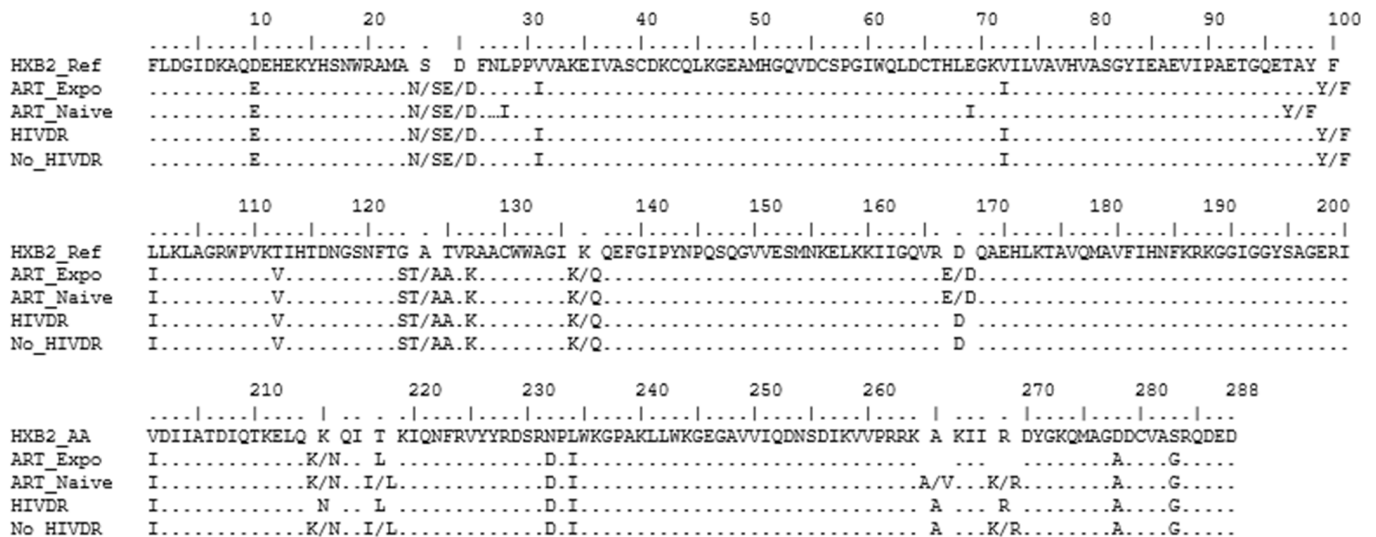 10 20 30 40 50 60 70 80 90 100
HXB2_Ref FLDGIDKAQDEHEKYHSNWRAMA S D FNLPPVVAKEIVASCDKCQLKGEAMHGQVDCSPGIWQLDCTHLEGKVILVAVHVASGYIEAEVIPAETGQETAY F
ART_Expo .........E.............N/SE/D.....I........................................I..........................Y/F
ART_Naive .........E.............N/SE/D.…I........................................L...........................Y/F
HIVDR .........E.............N/SE/D.....I........................................I..........................Y/F
No_HIVDR .........E.............N/SE/D.....I........................................I..........................Y/F
110 120 130 140 150 160 170 180 190 200
HXB2_Ref LLKLAGRWPVKTIHTDNGSNFTG A TVRAACWWAGI K QEFGIPYNPQSQGVVESMNKELKKIIGQVR D QAEHLKTAVQMAVFIHNFKRKGGIGGYSAGERI
ART_Expo I..........V..........ST/AA.K........K/Q..............................E/D.................................
ART_Naive I..........V..........ST/AA.K........K/Q..............................E/D.................................
HIVDR I..........V..........ST/AA.K........K/Q.............................. D .................................
No_HIVDR I..........V..........ST/AA.K........K/Q.............................. D .................................
210 220 230 240 250 260 270 280 288
HXB2_AA VDIIATDIQTKELQ K QI T KIQNFRVYYRDSRNPLWKGPAKLLWKGEGAVVIQDNSDIKVVPRRK A KII R DYGKQMAGDDCVASRQDED
ART_Expo I.............K/N.. L ..............D.I.............................. ... ........A....G.....
ART_Naive I.............K/N..I/L.............D.I..............................A/V...K/R........A....G.....
HIVDR I............. N .. L ..............D.I.............................. A ... R ........A....G.....
No_HIVDR I.............K/N..I/L.............D.I.............................. A ...K/R........A....G.....